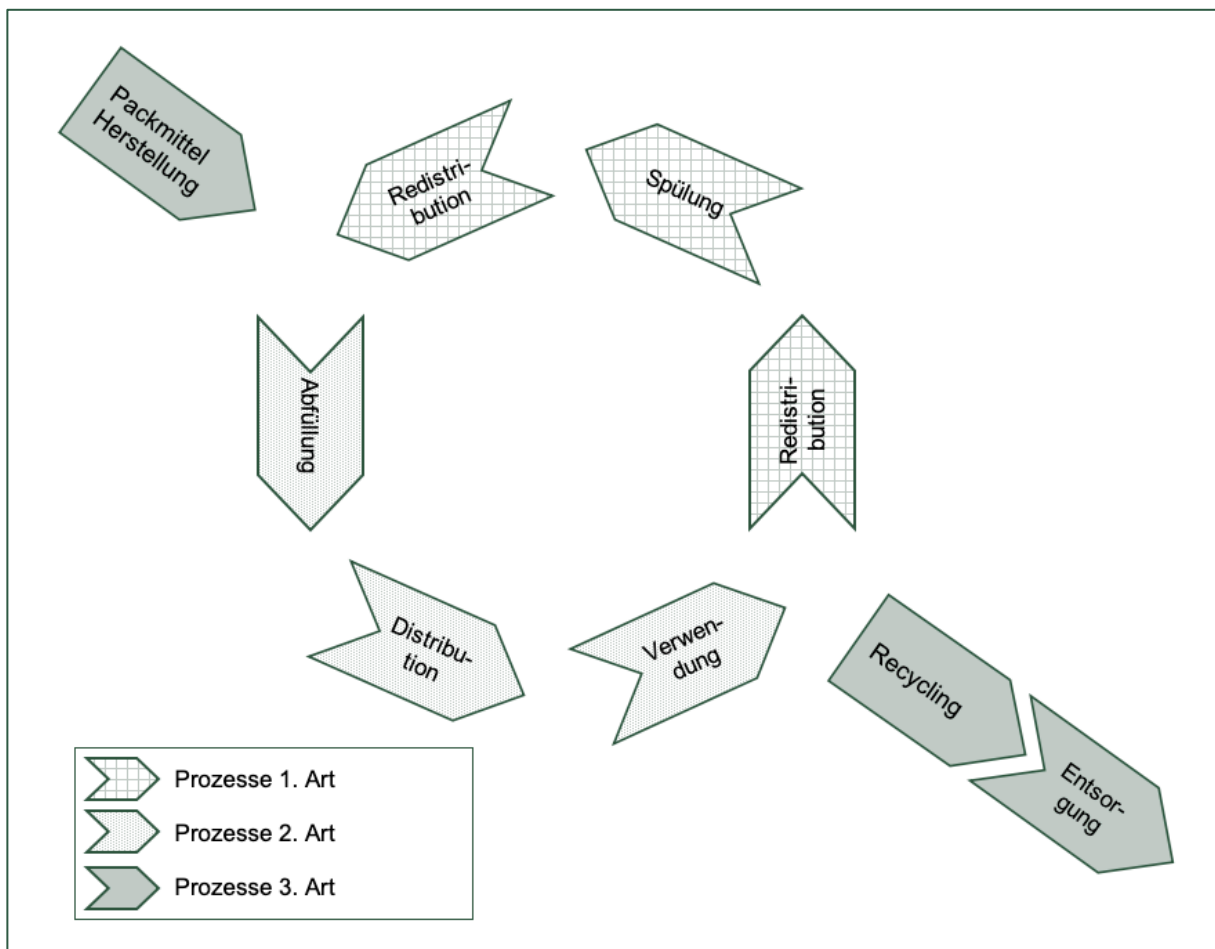 Packmittel
Herstellung
Redistri-
bution
Spülung
Abfüllung
Redistri-
bution
Distribu-
tion
Verwen-
dung
Recycling
Entsor-
gung
Prozesse 1. Art
Prozesse 2. Art
Prozesse 3. Art